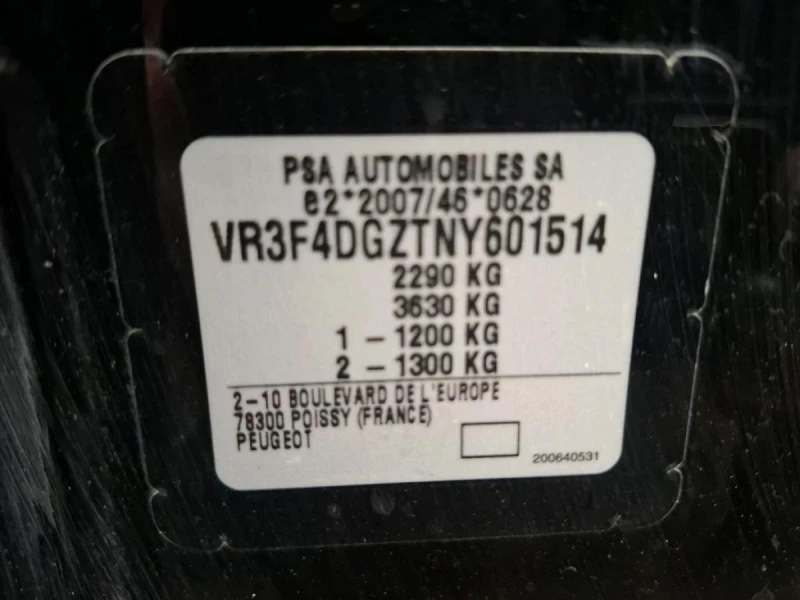 PSA AUTOMOBILES SA
e2*2007/46*0628
VR3F4DGZTNY601514
2290 KG
3630 KG
1 - 1200 KG
2 - 1300 KG
2-10 BOULEVARD DE L'EUROPE
78300 POISSY (FRANCE)
PEUGEOT
200640531